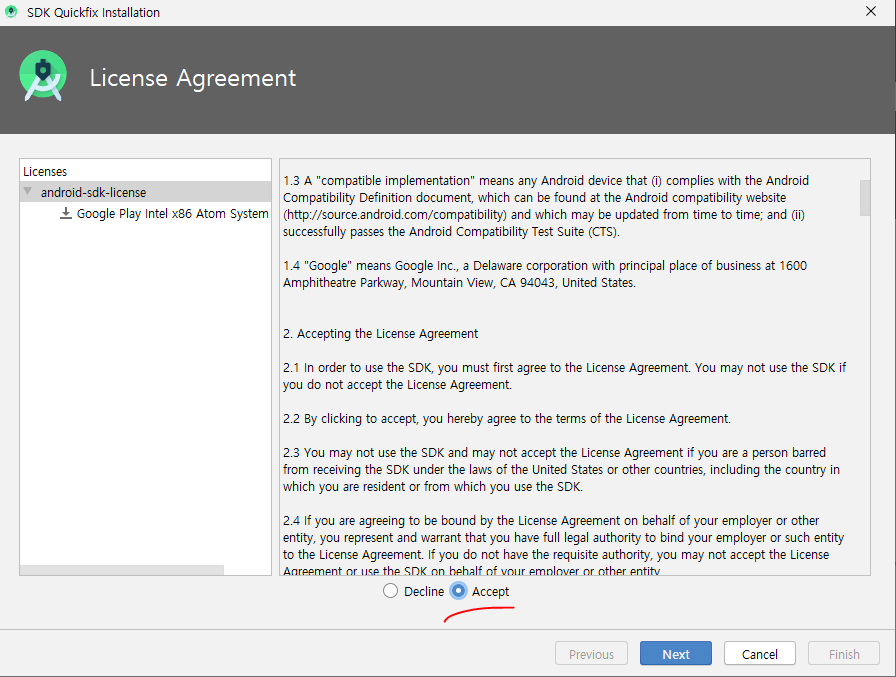 SDK Quickfix Installation
License Agreement
Licenses
android-sdk-license
Google Play Intel x86 Atom System
1.3 A "compatible implementation" means any Android device that (i) complies with the Android
Compatibility Definition document, which can be found at the Android compatibility website
(http://source.android.com/compatibility) and which may be updated from time to time; and (ii)
successfully passes the Android Compatibility Test Suite (CTS).
1.4 "Google" means Google Inc., a Delaware corporation with principal place of business at 1600
Amphitheatre Parkway, Mountain View, CA 94043, United States.
2. Accepting the License Agreement
2.1 In order to use the SDK, you must first agree to the License Agreement. You may not use the SDK if
you do not accept the License Agreement.
2.2 By clicking to accept, you hereby agree to the terms of the License Agreement.
2.3 You may not use the SDK and may not accept the License Agreement if you are a person barred
from receiving the SDK under the laws of the United States or other countries, including the country in
which you are resident or from which you use the SDK.
2.4 If you are agreeing to be bound by the License Agreement on behalf of your employer or other
entity, you represent and warrant that you have full legal authority to bind your employer or such entity
to the License Agreement. If you do not have the requisite authority, you may not accept the License
Agreement or use the SDK on behalf of your employer or other entity
Decline Accept
Previous Next Cancel Finish